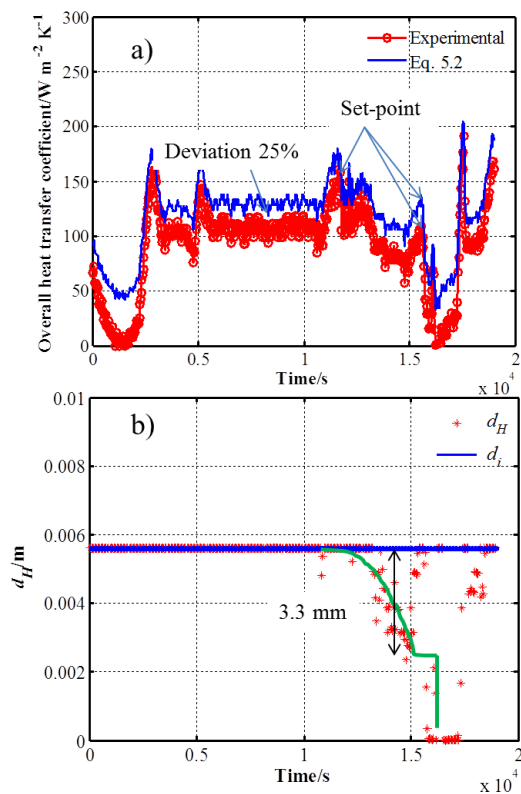 300
250
200
150
100
50
0
Overall heat transfer coefficient/W m⁻² K⁻¹
a)
Experimental
Eq. 5.2
Set-point
Deviation 25%
0 0.5 1 1.5 2
Time/s
x 10⁴
0.01
0.008
0.006
0.004
0.002
0
d_H/m
b)
d_H
d_i
3.3 mm
0 0.5 1 1.5 2
Time/s
x 10⁴